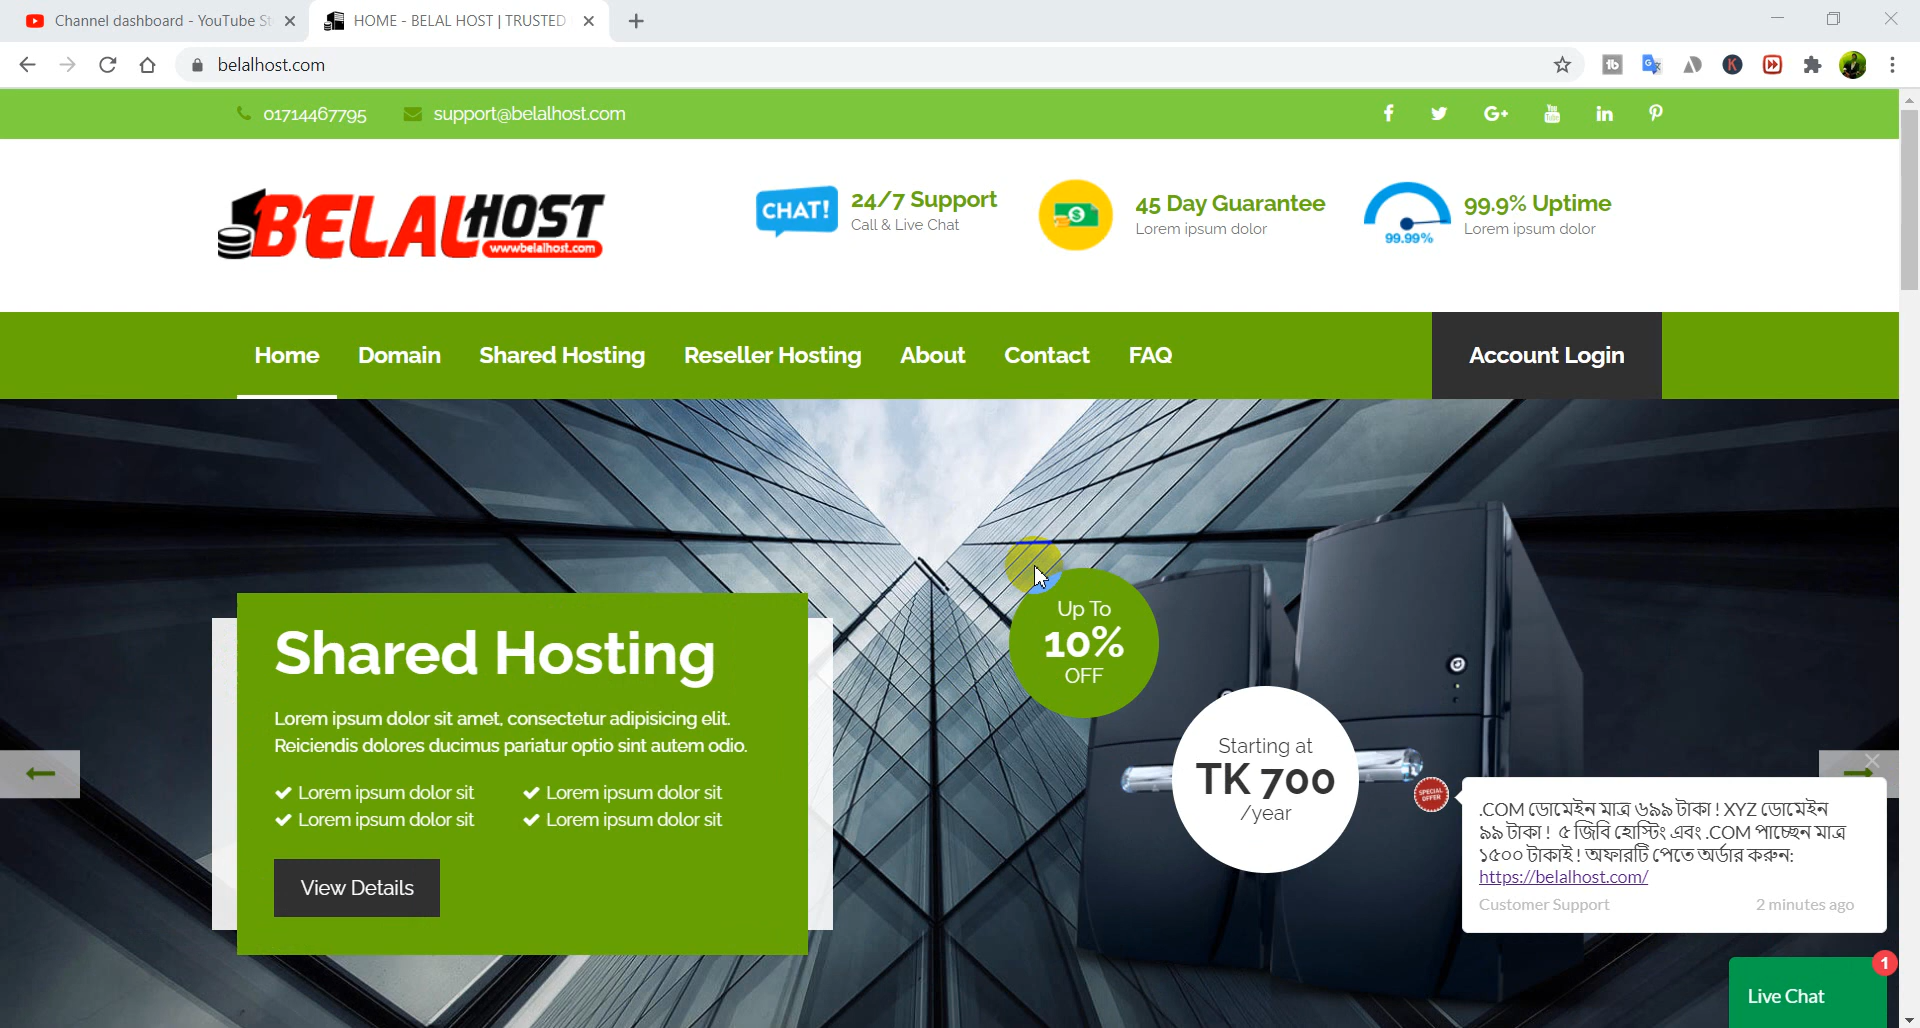 Channel dashboard - YouTube St
HOME - BELAL HOST | TRUSTED
belalhost.com
01714467795 support@belalhost.com
BELALHOST
www.belalhost.com
CHAT!
24/7 Support
Call & Live Chat
45 Day Guarantee
Lorem ipsum dolor
99.99%
99.9% Uptime
Lorem ipsum dolor
Home Domain Shared Hosting Reseller Hosting About Contact FAQ Account Login
Shared Hosting
Lorem ipsum dolor sit amet, consectetur adipisicing elit.
Reiciendis dolores ducimus pariatur optio sint autem odio.
Lorem ipsum dolor sit Lorem ipsum dolor sit
Lorem ipsum dolor sit Lorem ipsum dolor sit
View Details
Up To
10%
OFF
Starting at
TK 700
/year
SPECIAL
OFFER
.COM ডোমেইন মাত্র ৬৯৯ টাকা ! XYZ ডোমেইন
৯৯ টাকা ! ৫ জিবি হোস্টিং এবং .COM পাচ্ছেন মাত্র
১৫০০ টাকাই ! অফারটি পেতে অর্ডার করুন:
https://belalhost.com/
Customer Support 2 minutes ago
1
Live Chat